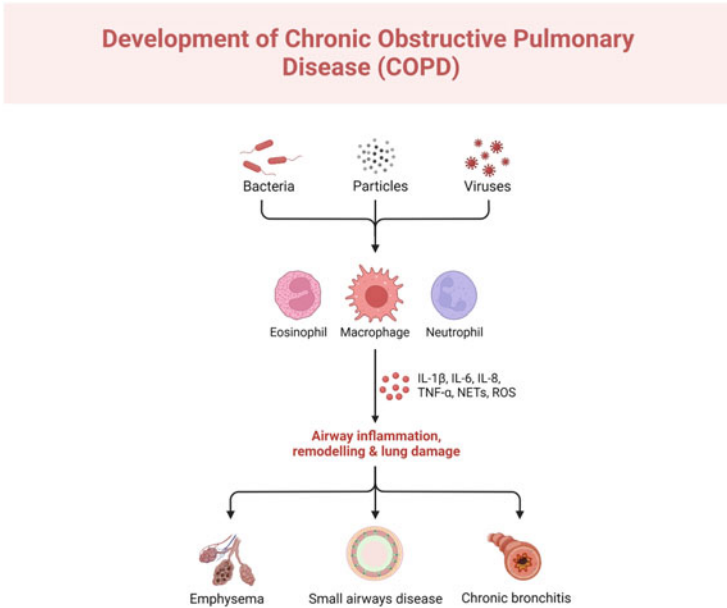 Development of Chronic Obstructive Pulmonary
Disease (COPD)
Bacteria
Particles
Viruses
Eosinophil
Macrophage
Neutrophil
IL-1β, IL-6, IL-8,
TNF-α, NETs, ROS
Airway inflammation,
remodelling & lung damage
Emphysema
Small airways disease
Chronic bronchitis